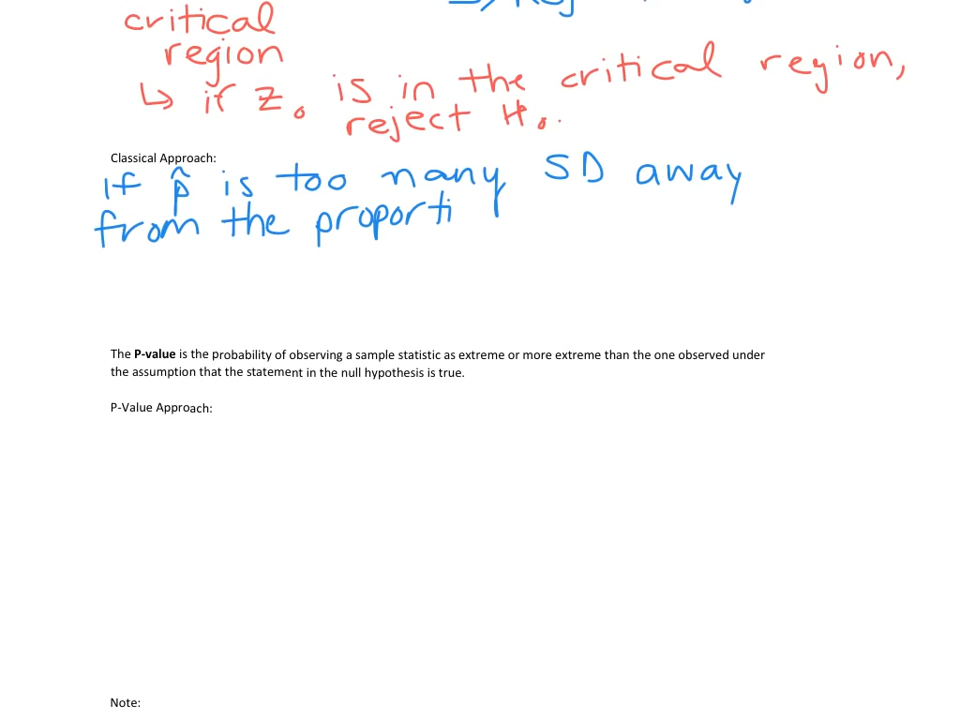 critical
region
↳ if z₀ is in the critical region,
reject H₀.
Classical Approach:
If p̂ is too many SD away
from the proporti
The P-value is the probability of observing a sample statistic as extreme or more extreme than the one observed under
the assumption that the statement in the null hypothesis is true.
P-Value Approach:
Note: